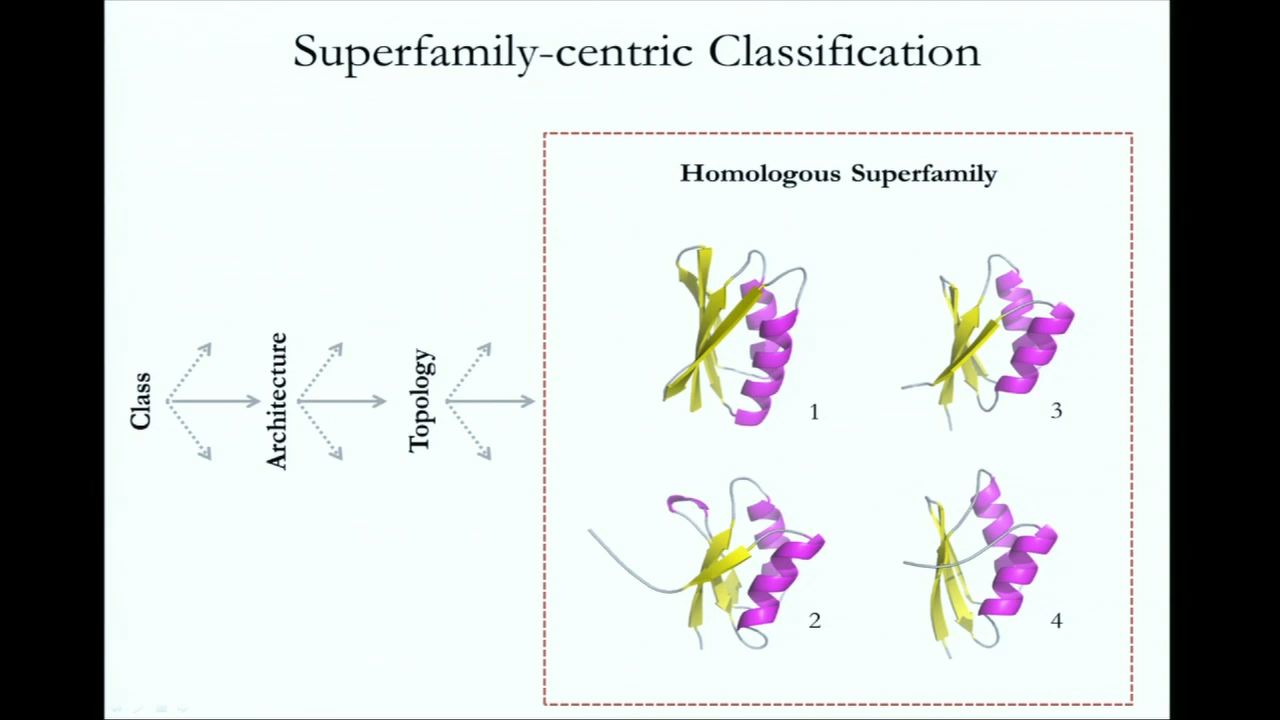 Superfamily-centric Classification
Class
Architecture
Topology
Homologous Superfamily
1
3
2
4